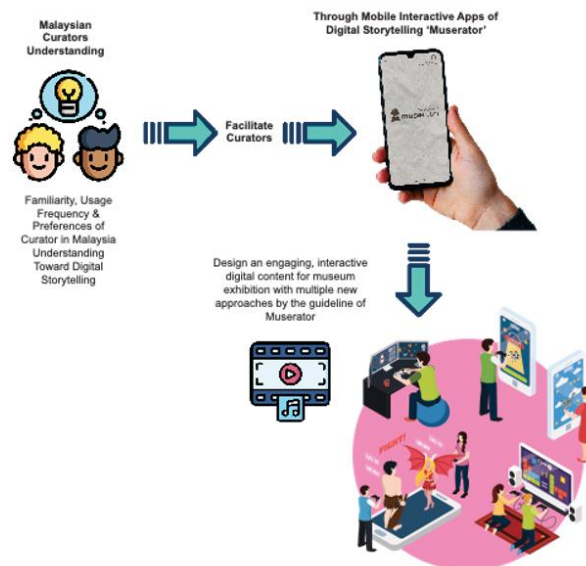 Malaysian
Curators
Understanding
Familiarity, Usage
Frequency &
Preferences of
Curator in Malaysia
Understanding
Toward Digital
Storytelling
Facilitate
Curators
Through Mobile Interactive Apps of
Digital Storytelling ‘Muserator’
Design an engaging, interactive
digital content for museum
exhibition with multiple new
approaches by the guideline of
Muserator
FIGHT!